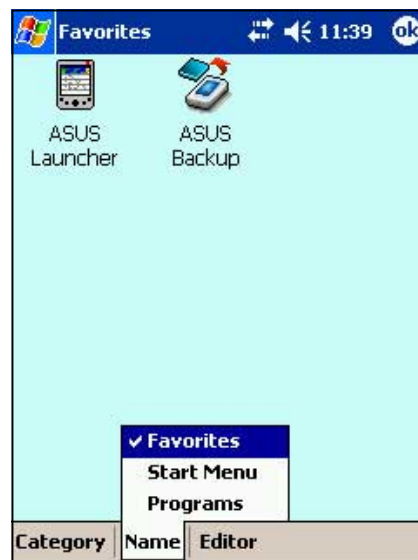 Favorites 11:39 ok
ASUS Launcher
ASUS Backup
Favorites
Start Menu
Programs
Category Name Editor